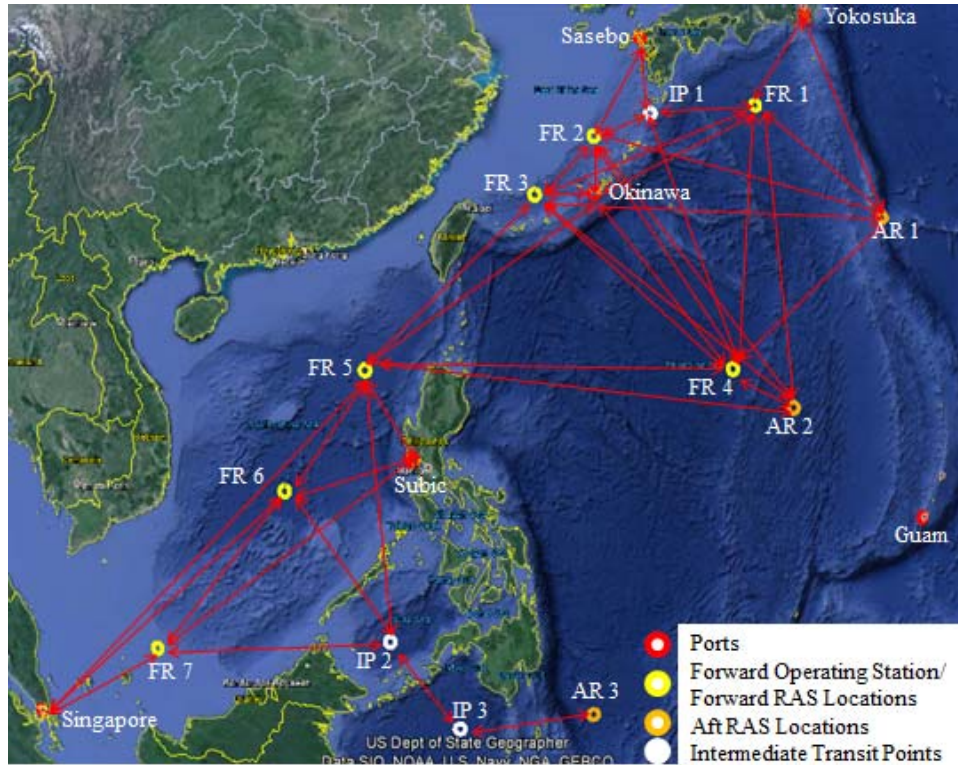 Yokosuka
Sasebo
IP 1
FR 1
FR 2
FR 3
Okinawa
AR 1
FR 5
FR 4
AR 2
FR 6
Subic
Guam
IP 2
FR 7
Singapore
IP 3
AR 3
Ports
Forward Operating Station/
Forward RAS Locations
Aft RAS Locations
Intermediate Transit Points
US Dept of State Geographer
Data SIO, NOAA, U.S. Navy, NGA, GEBCO